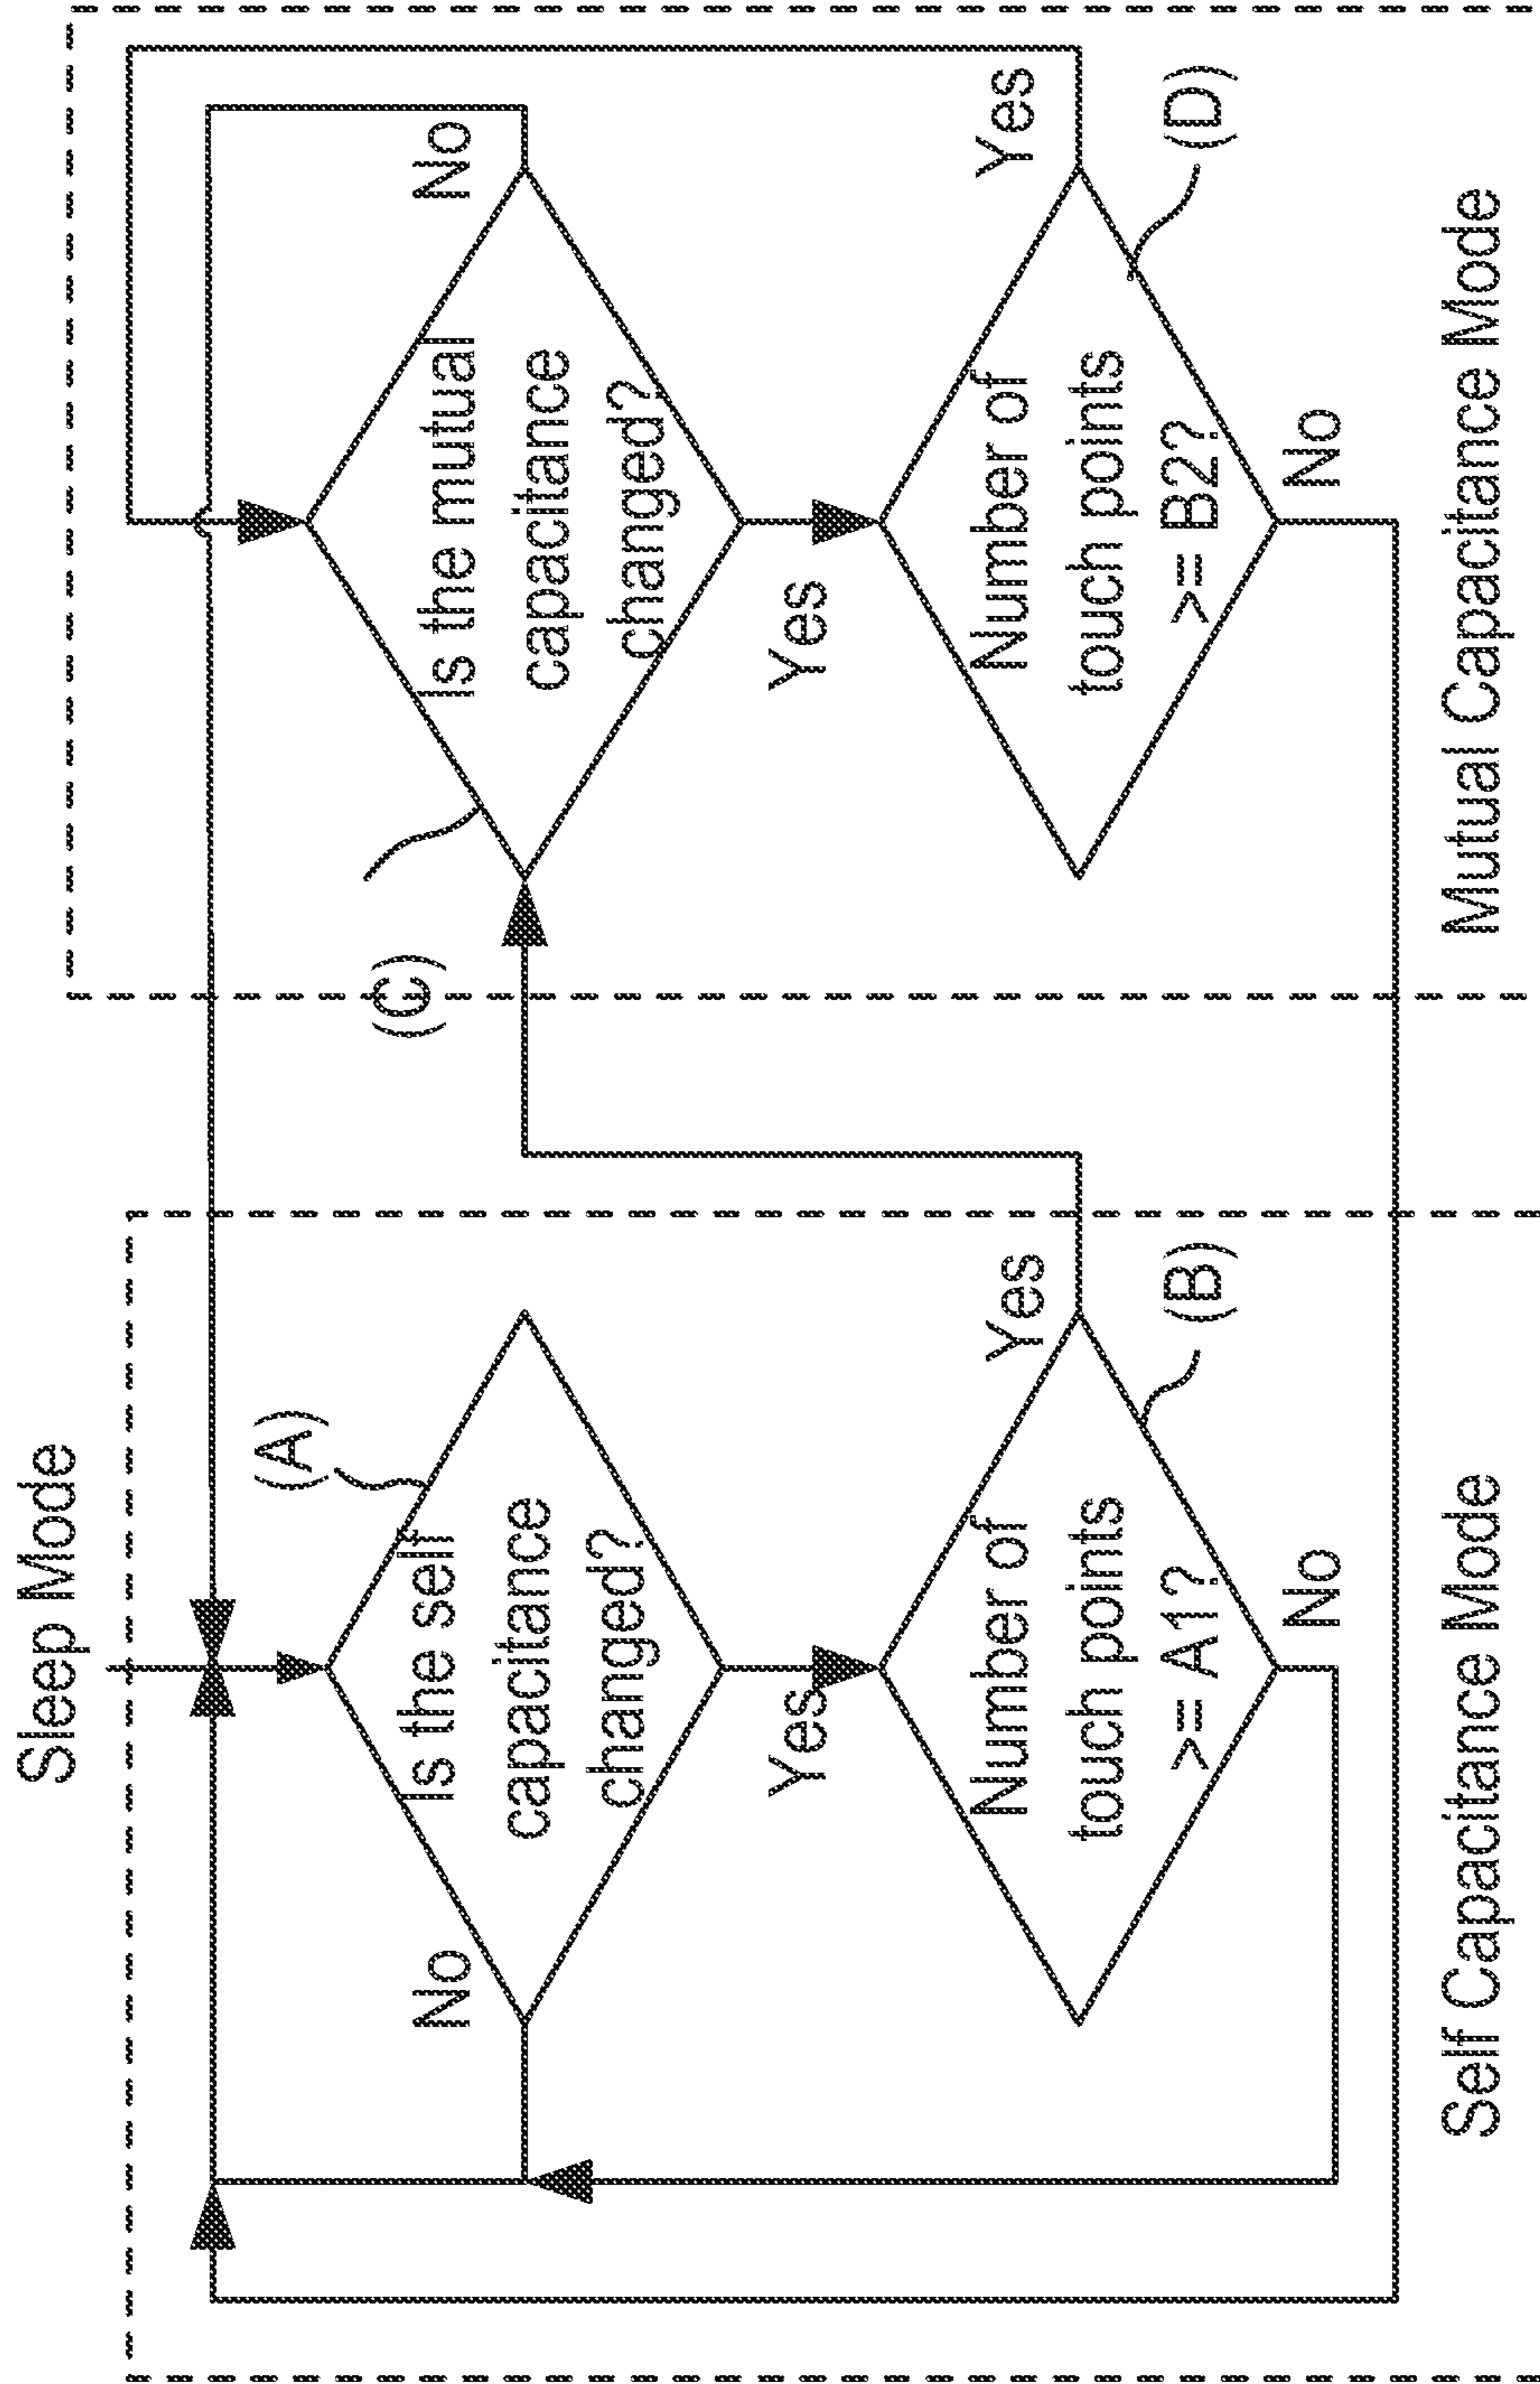 Sleep Mode
(A)
Is the self
capacitance
changed?
No
Yes
Number of
touch points
>= A1?
Yes
(B)
No
Self Capacitance Mode
(C)
Is the mutual
capacitance
changed?
No
Yes
Number of
touch points
>= B2?
Yes
(D)
No
Mutual Capacitance Mode